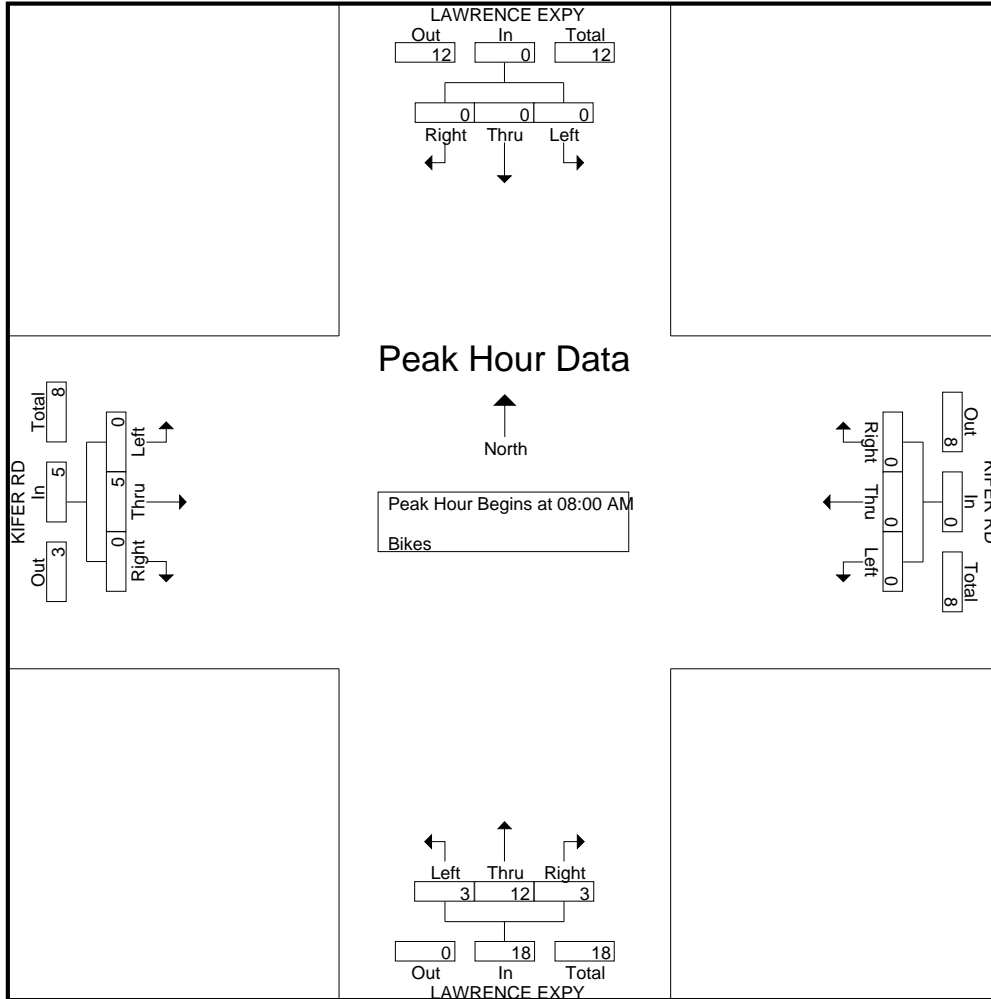 LAWRENCE EXPY
Out In Total
12 0 12
0 0 0
Right Thru Left
Peak Hour Data
North
Peak Hour Begins at 08:00 AM
Bikes
KIFER RD
Total In Out
8 5 3
0 5 0
Left Thru Right
KIFER RD
Out In Total
8 0 8
0 0 0
Right Thru Left
Left Thru Right
3 12 3
0 18 18
Out In Total
LAWRENCE EXPY